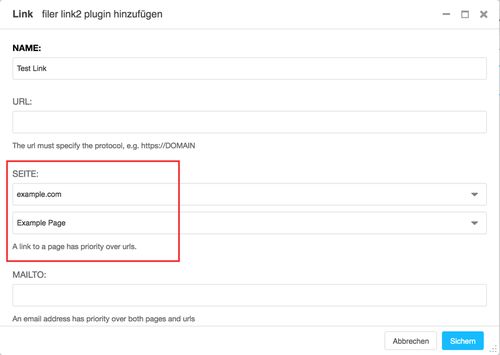 Link filer link2 plugin hinzufügen
NAME:
Test Link
URL:
The url must specify the protocol, e.g. https://DOMAIN
SEITE:
example.com
Example Page
A link to a page has priority over urls.
MAILTO:
An email address has priority over both pages and urls
Abbrechen Sichern